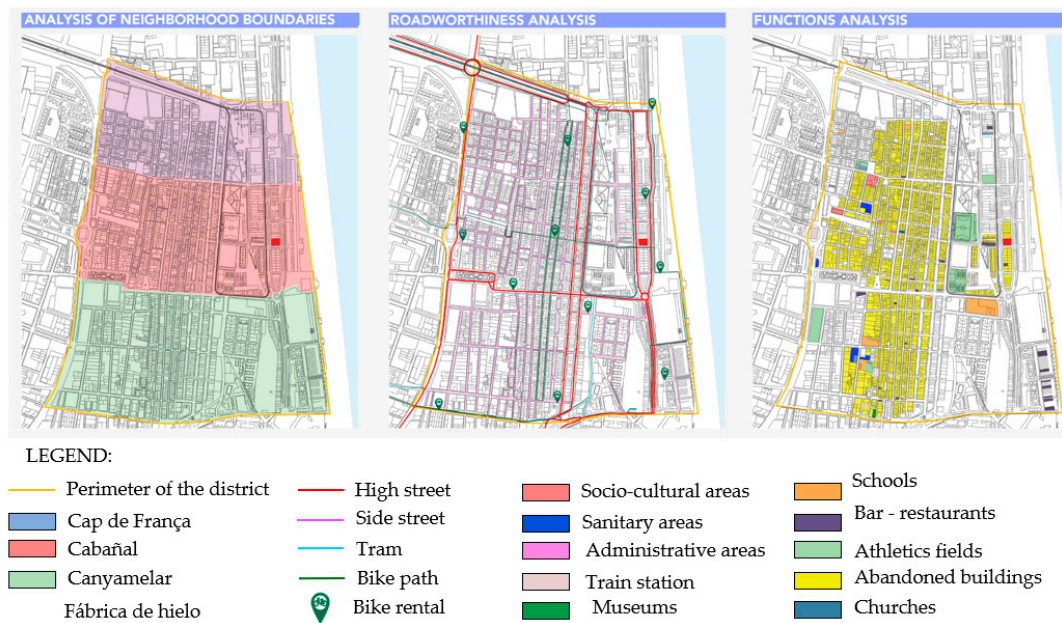 ANALYSIS OF NEIGHBORHOOD BOUNDARIES
ROADWORTHINESS ANALYSIS
FUNCTIONS ANALYSIS
LEGEND:
Perimeter of the district
Cap de França
Cabañal
Canyamelar
Fábrica de hielo
High street
Side street
Tram
Bike path
Bike rental
Socio-cultural areas
Sanitary areas
Administrative areas
Train station
Museums
Schools
Bar - restaurants
Athletics fields
Abandoned buildings
Churches